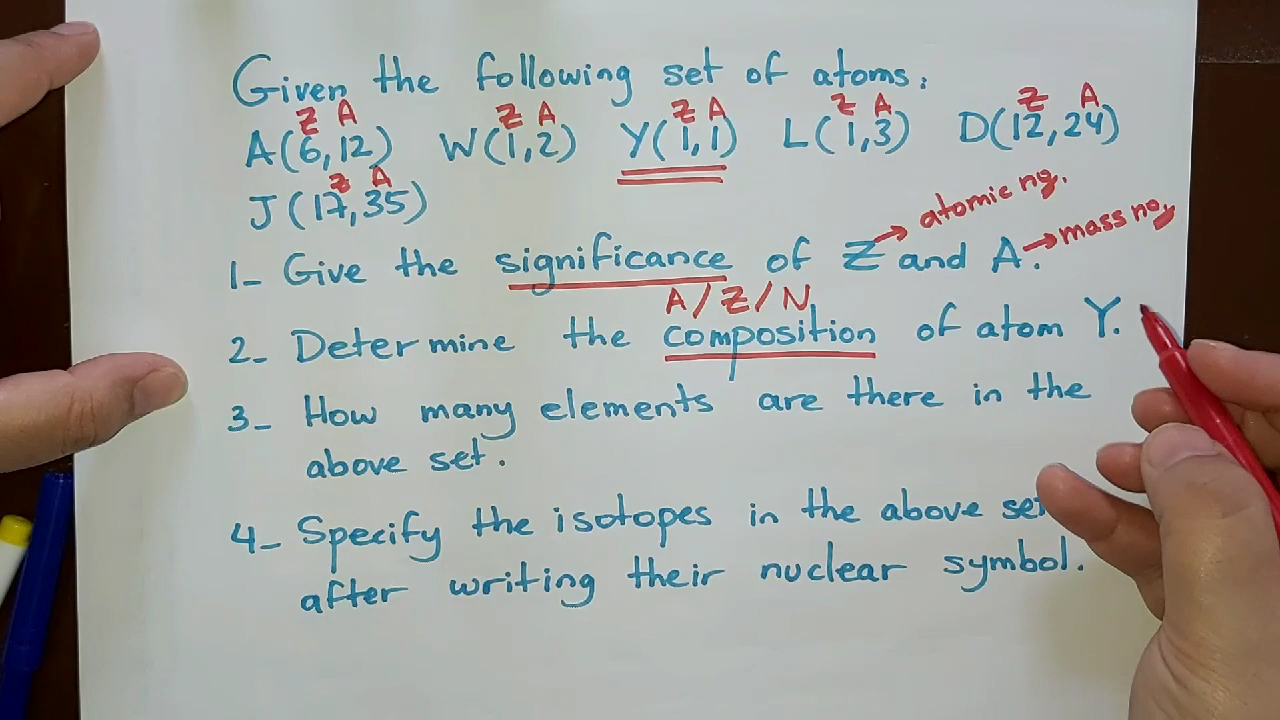 Given the following set of atoms:
Z A Z A Z A Z A Z A
A(6,12) W(1,2) Y(1,1) L(1,3) D(12,24)
Z A
J(17,35)
→ atomic no.
1- Give the significance of Z and A. → mass no.
A/Z/N
2- Determine the composition of atom Y.
3- How many elements are there in the
above set.
4- Specify the isotopes in the above set
after writing their nuclear symbol.